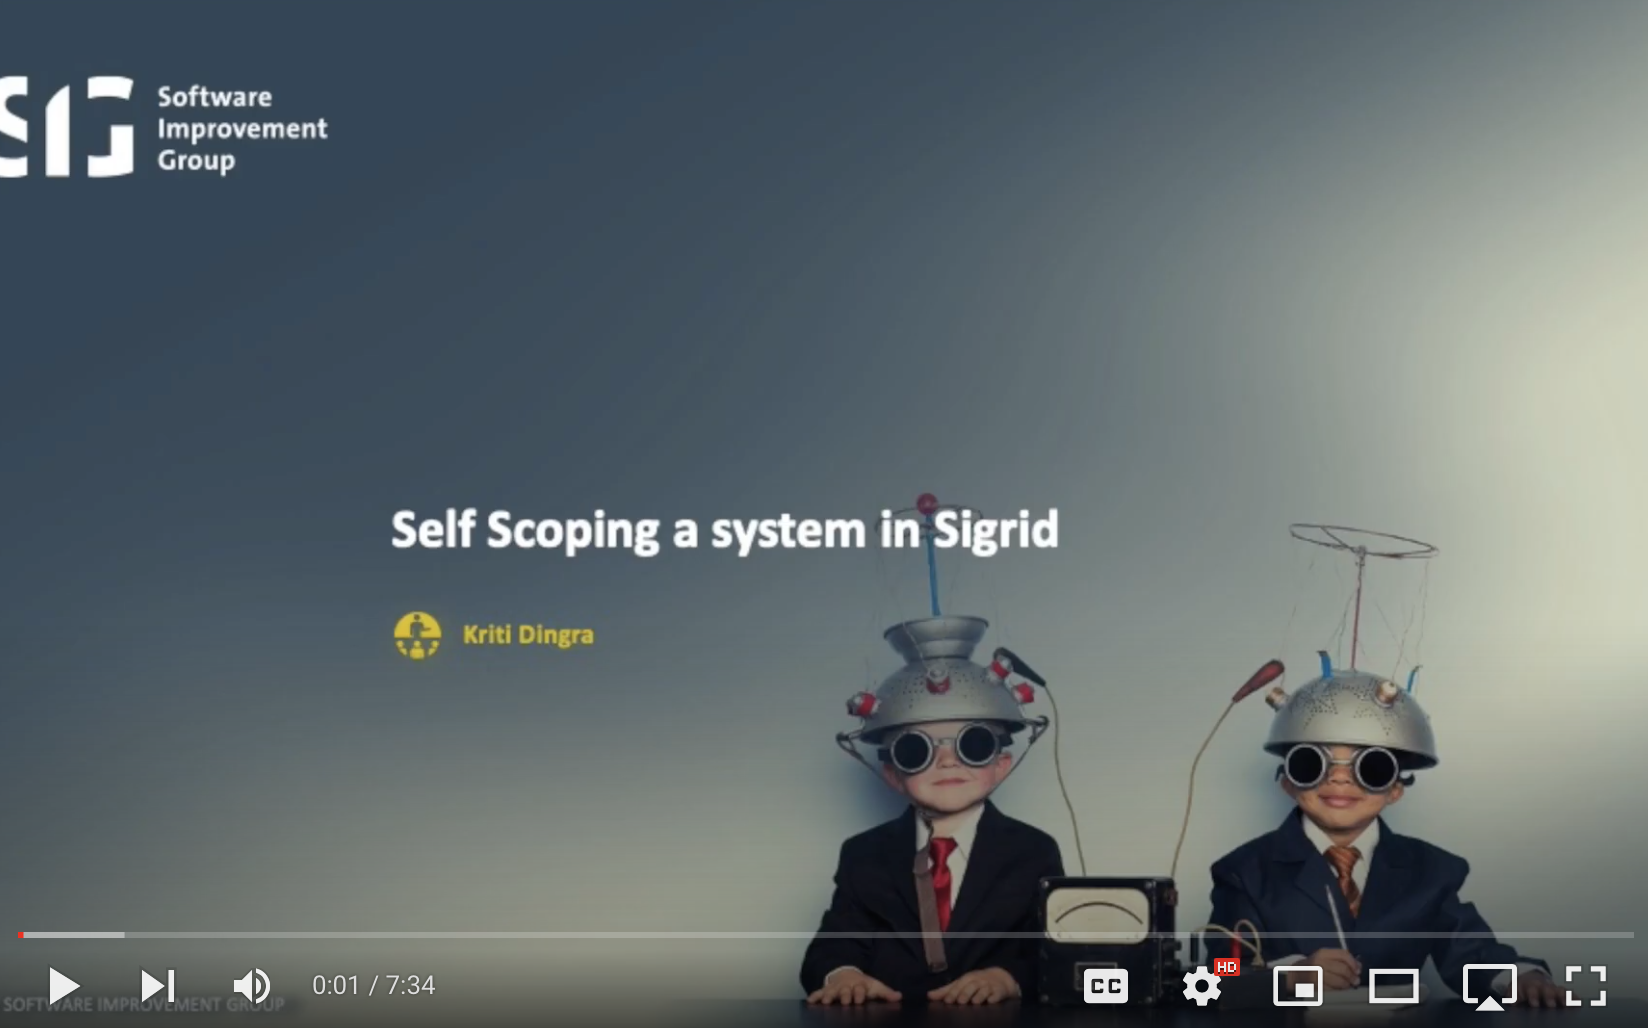 SIG
Software
Improvement
Group
Self Scoping a system in Sigrid
Kriti Dingra
0:01 / 7:34
CC
HD
SOFTWARE IMPROVEMENT GROUP